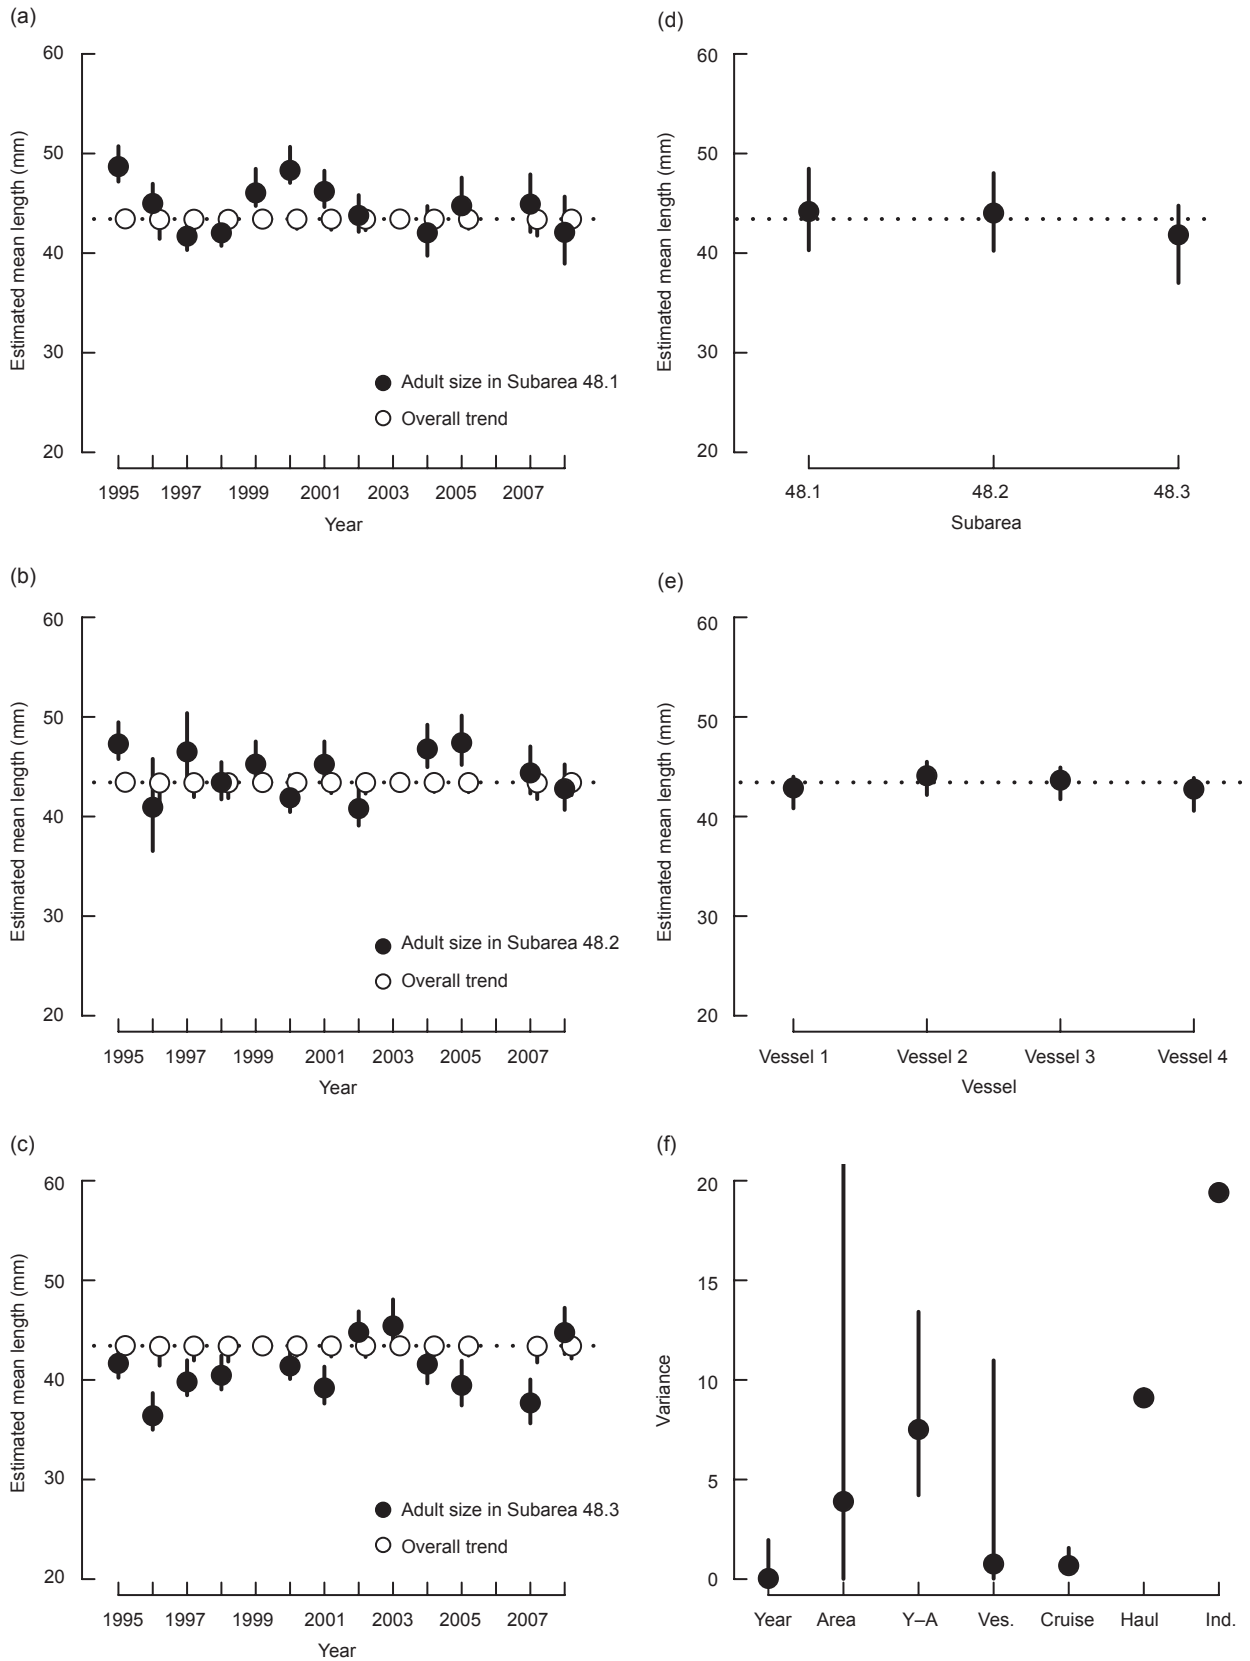 (a)
60
50
40
30
20
Estimated mean length (mm)
Adult size in Subarea 48.1
Overall trend
1995 1997 1999 2001 2003 2005 2007
Year
(d)
60
50
40
30
20
Estimated mean length (mm)
48.1 48.2 48.3
Subarea
(b)
60
50
40
30
20
Estimated mean length (mm)
Adult size in Subarea 48.2
Overall trend
1995 1997 1999 2001 2003 2005 2007
Year
(e)
60
50
40
30
20
Estimated mean length (mm)
Vessel 1 Vessel 2 Vessel 3 Vessel 4
Vessel
(c)
60
50
40
30
20
Estimated mean length (mm)
Adult size in Subarea 48.3
Overall trend
1995 1997 1999 2001 2003 2005 2007
Year
(f)
20
15
10
5
0
Variance
Year Area Y–A Ves. Cruise Haul Ind.